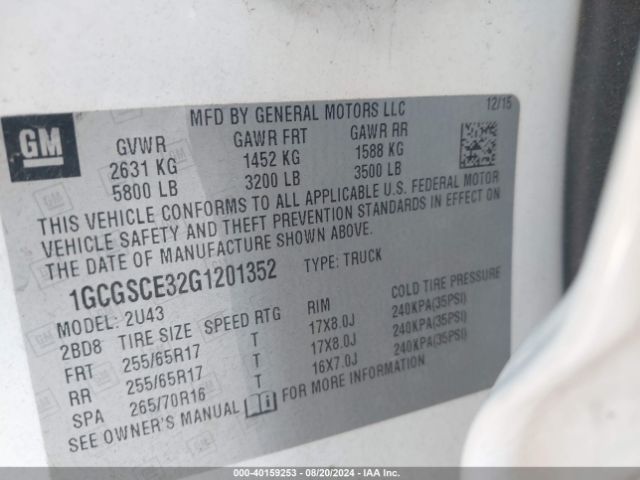 GM
MFD BY GENERAL MOTORS LLC 12/15
GVWR GAWR FRT GAWR RR
2631 KG 1452 KG 1588 KG
5800 LB 3200 LB 3500 LB
THIS VEHICLE CONFORMS TO ALL APPLICABLE U.S. FEDERAL MOTOR
VEHICLE SAFETY AND THEFT PREVENTION STANDARDS IN EFFECT ON
THE DATE OF MANUFACTURE SHOWN ABOVE.
1GCGSCE32G1201352 TYPE: TRUCK
MODEL: 2U43
2BD8 TIRE SIZE SPEED RTG RIM COLD TIRE PRESSURE
FRT 255/65R17 T 17X8.0J 240KPA(35PSI)
RR 255/65R17 T 17X8.0J 240KPA(35PSI)
SPA 265/70R16 T 16X7.0J 240KPA(35PSI)
SEE OWNER'S MANUAL FOR MORE INFORMATION.
000-40159253 - 08/20/2024 - IAA Inc.